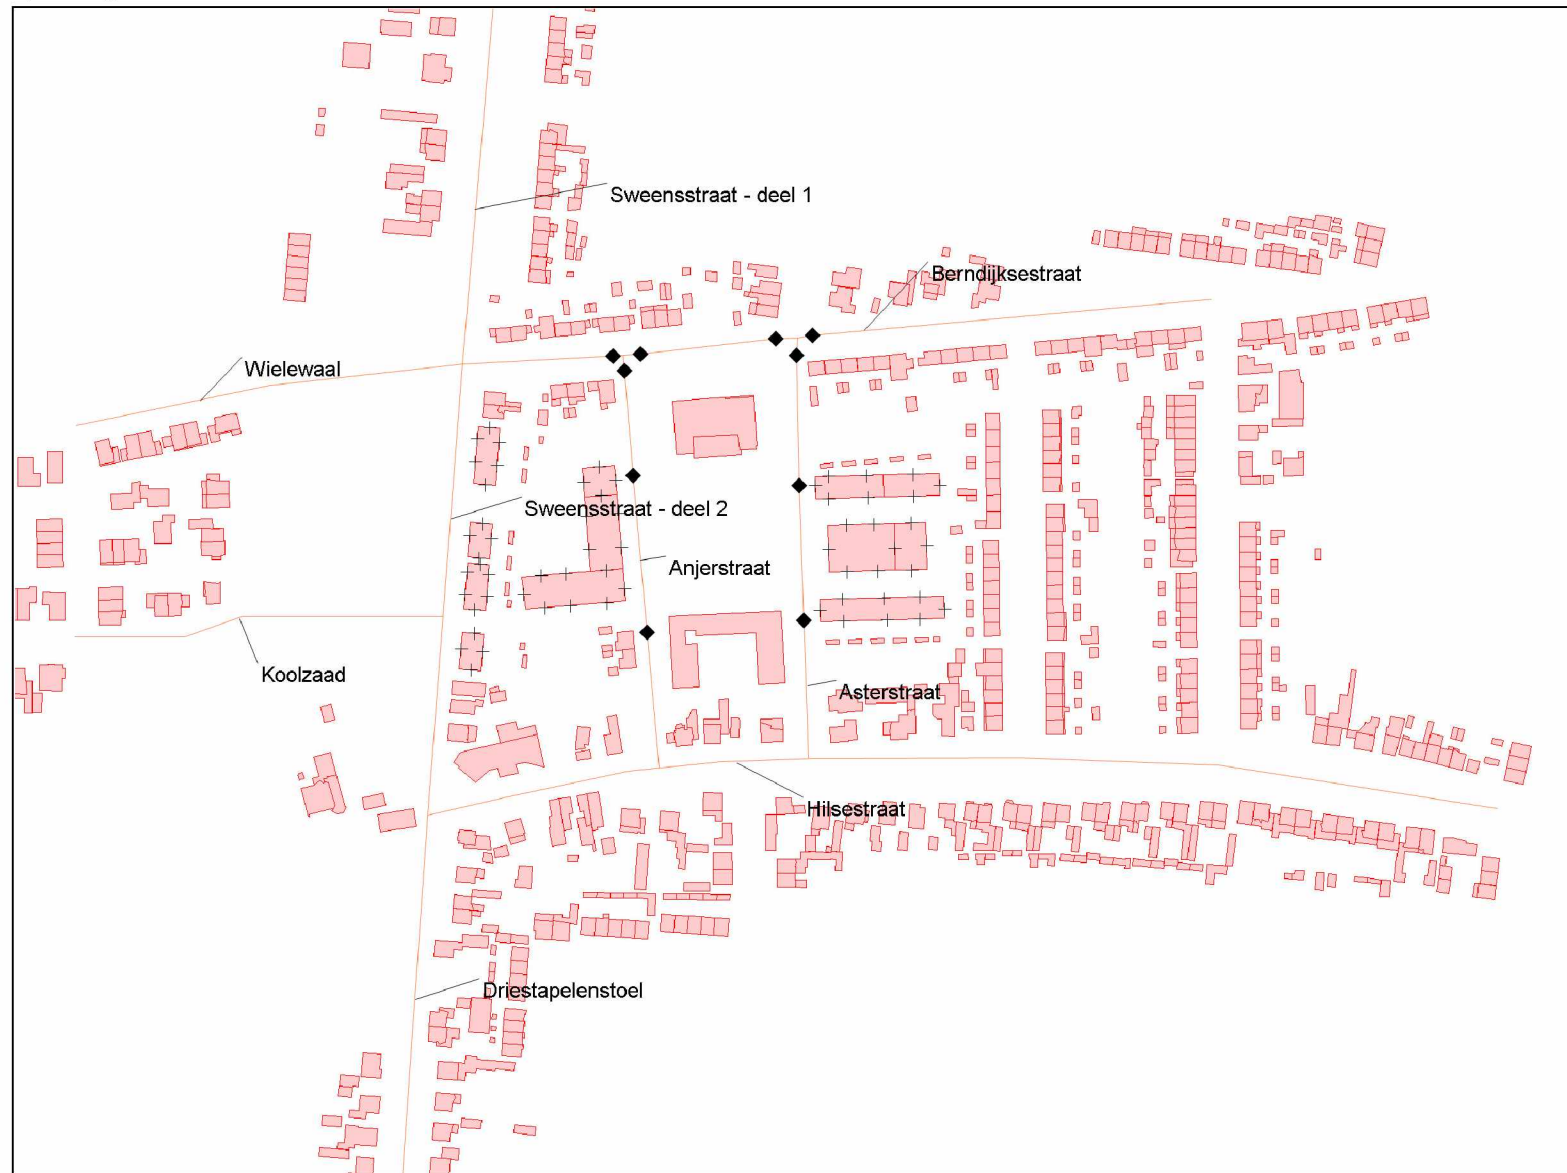 Sweensstraat - deel 1
Berndijksestraat
Wielewaal
Sweensstraat - deel 2
Anjerstraat
Koolzaad
Asterstraat
Hilsestraat
Driestapelenstoel